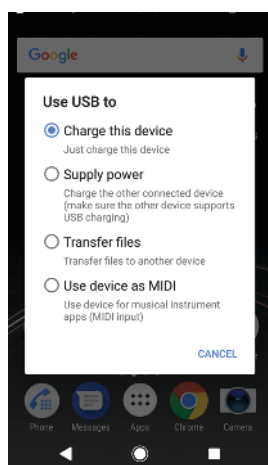 Google
Use USB to
Charge this device
Just charge this device
Supply power
Charge the other connected device
(make sure the other device supports
USB charging)
Transfer files
Transfer files to another device
Use device as MIDI
Use device for musical instrument
apps (MIDI input)
CANCEL
Phone Messages Apps Chrome Camera